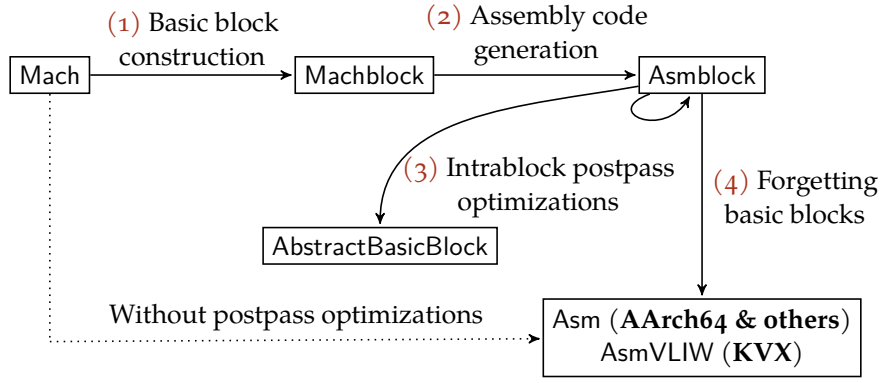 (1) Basic block
construction
(2) Assembly code
generation
Mach
Machblock
Asmblock
(3) Intrablock postpass
optimizations
(4) Forgetting
basic blocks
AbstractBasicBlock
Without postpass optimizations
Asm (AArch64 & others)
AsmVLIW (KVX)